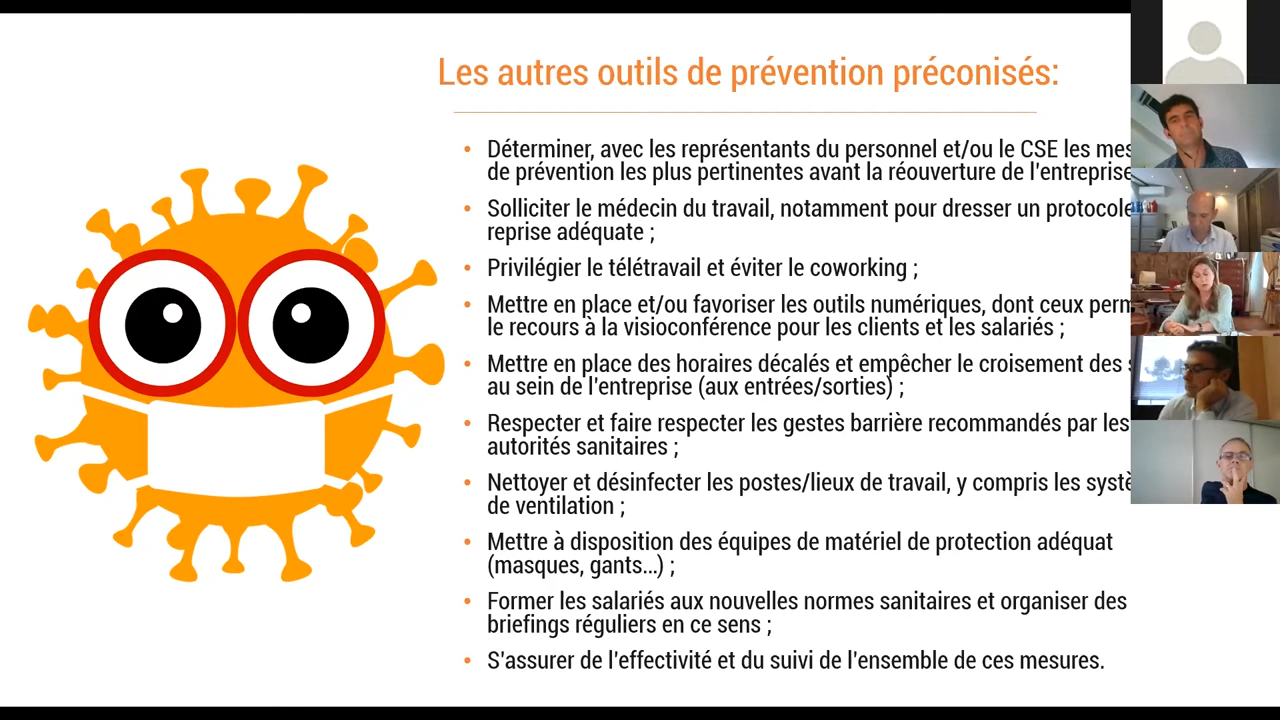 Les autres outils de prévention préconisés:
• Déterminer, avec les représentants du personnel et/ou le CSE les
de prévention les plus pertinentes avant la réouverture de l'entreprise
• Solliciter le médecin du travail, notamment pour dresser un protocole
reprise adéquate ;
• Privilégier le télétravail et éviter le coworking ;
• Mettre en place et/ou favoriser les outils numériques, dont ceux
le recours à la visioconférence pour les clients et les salariés ;
• Mettre en place des horaires décalés et empêcher le croisement des
au sein de l'entreprise (aux entrées/sorties) ;
• Respecter et faire respecter les gestes barrière recommandés par les
autorités sanitaires ;
• Nettoyer et désinfecter les postes/lieux de travail, y compris les
de ventilation ;
• Mettre à disposition des équipes de matériel de protection adéquat
(masques, gants...) ;
• Former les salariés aux nouvelles normes sanitaires et organiser des
briefings réguliers en ce sens ;
• S'assurer de l'effectivité et du suivi de l'ensemble de ces mesures.